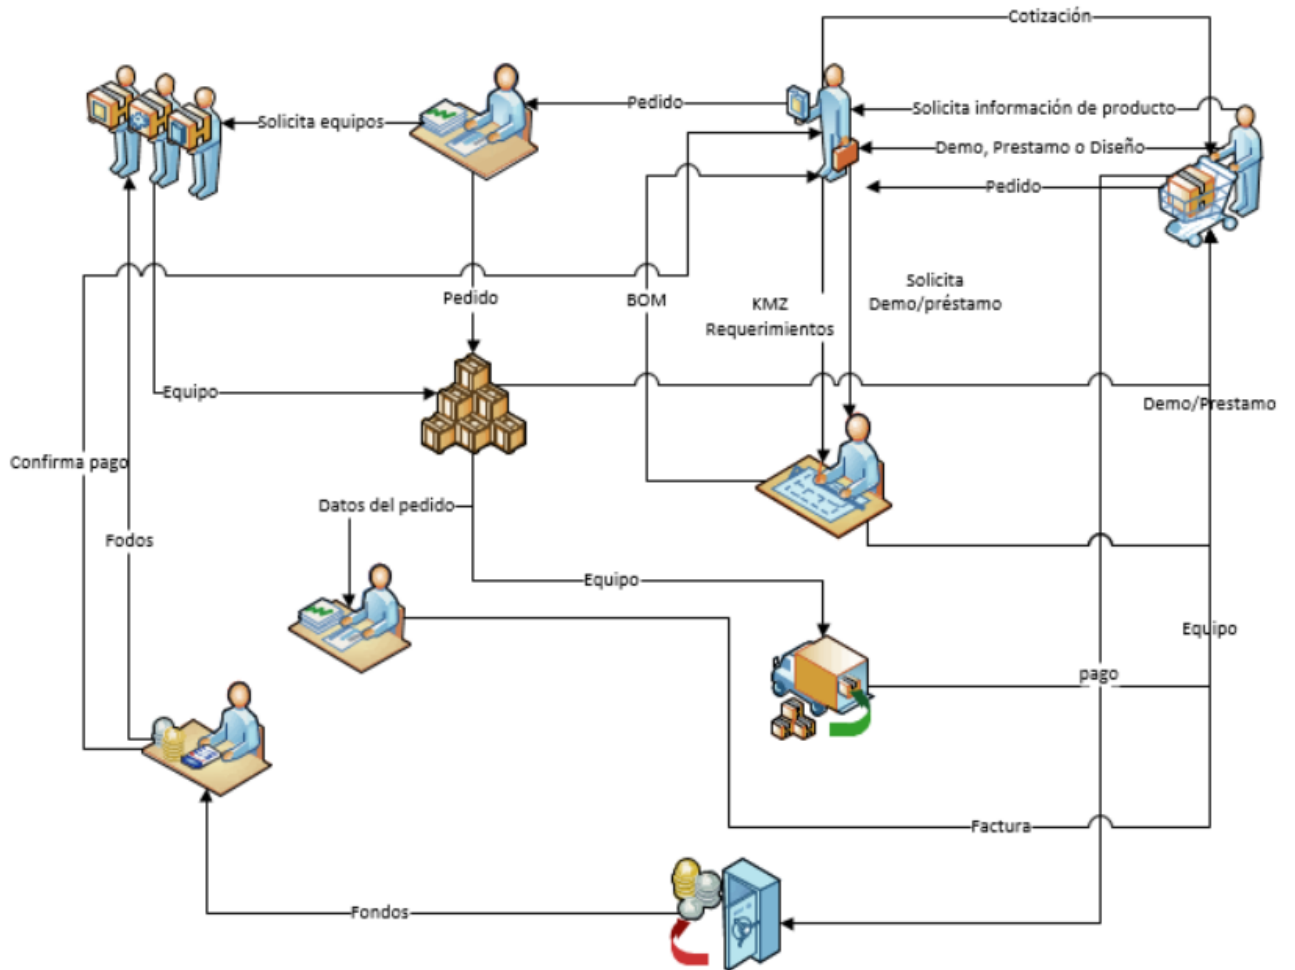 Cotización
Pedido
Solicita información de producto
Solicita equipos
Demo, Prestamo o Diseño
Pedido
Solicita
Demo/préstamo
Pedido
BOM
KMZ
Requerimientos
Equipo
Demo/Prestamo
Confirma pago
Datos del pedido
Fodos
Equipo
Equipo
pago
Factura
Fondos